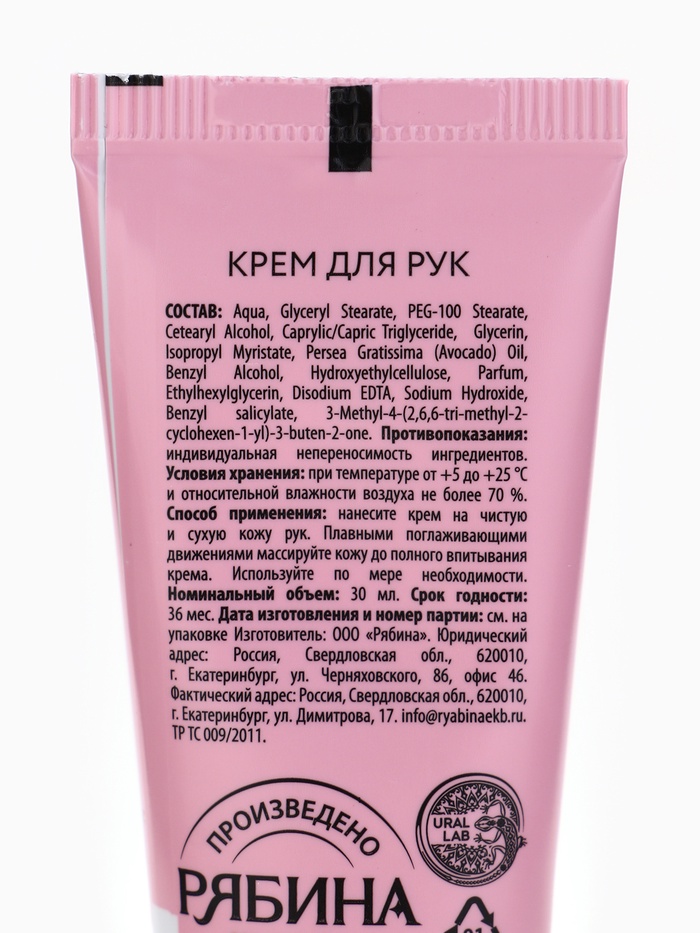 КРЕМ ДЛЯ РУК
СОСТАВ: Aqua, Glyceryl Stearate, PEG-100 Stearate,
Cetearyl Alcohol, Caprylic/Capric Triglyceride, Glycerin,
Isopropyl Myristate, Persea Gratissima (Avocado) Oil,
Benzyl Alcohol, Hydroxyethylcellulose, Parfum,
Ethylhexylglycerin, Disodium EDTA, Sodium Hydroxide,
Benzyl salicylate, 3-Methyl-4-(2,6,6-tri-methyl-2-
cyclohexen-1-yl)-3-buten-2-one. Противопоказания:
индивидуальная непереносимость ингредиентов.
Условия хранения: при температуре от +5 до +25 °С
и относительной влажности воздуха не более 70 %.
Способ применения: нанесите крем на чистую
и сухую кожу рук. Плавными поглаживающими
движениями массируйте кожу до полного впитывания
крема. Используйте по мере необходимости.
Номинальный объем: 30 мл. Срок годности:
36 мес. Дата изготовления и номер партии: см. на
упаковке Изготовитель: ООО «Рябина». Юридический
адрес: Россия, Свердловская обл., 620010,
г. Екатеринбург, ул. Черняховского, 86, офис 46.
Фактический адрес: Россия, Свердловская обл., 620010,
г. Екатеринбург, ул. Димитрова, 17. info@ryabinaekb.ru.
ТР ТС 009/2011.
ПРОИЗВЕДЕНО
РЯБИНА
URAL
LAB